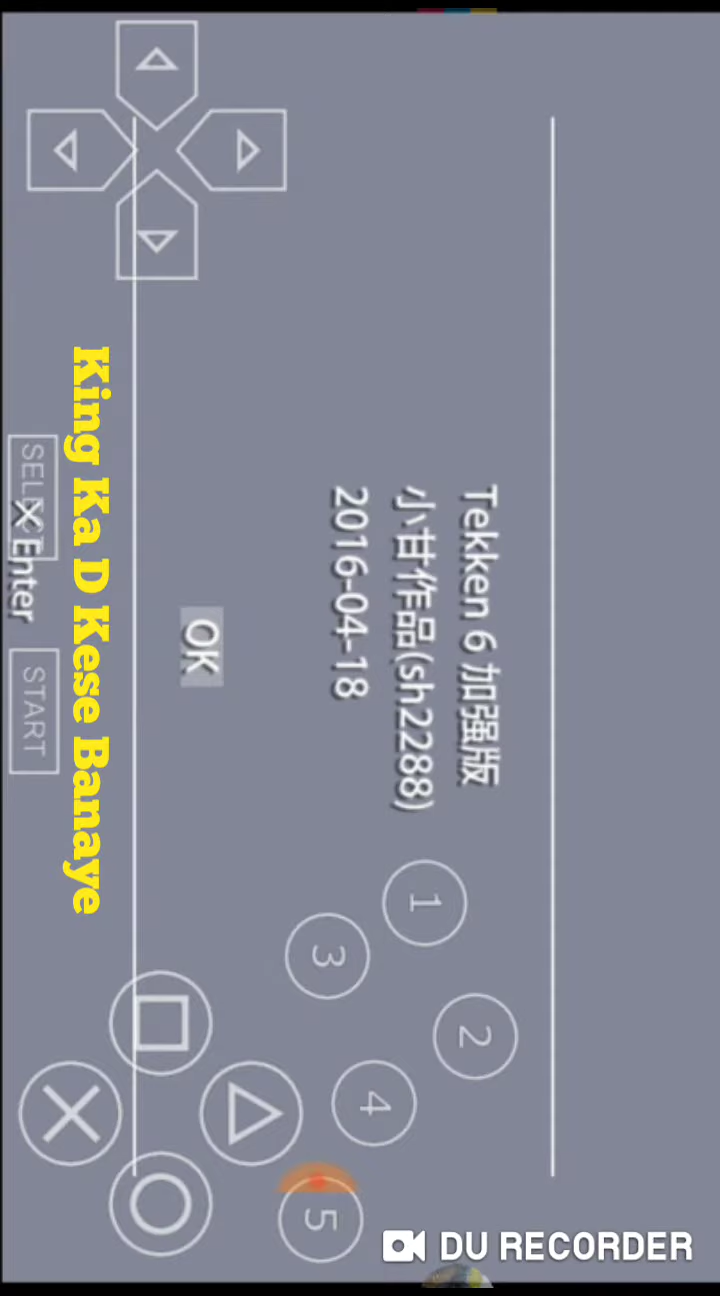 Tekken 6 加强版
小甘作品(sh2288)
2016-04-18
OK
1
2
3
4
5
King Ka D Kese Banaye
SELECT
X Enter
START
DU RECORDER